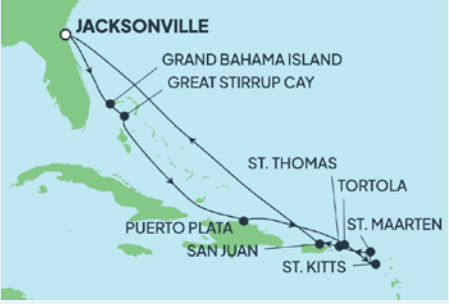 JACKSONVILLE
GRAND BAHAMA ISLAND
GREAT STIRRUP CAY
ST. THOMAS
TORTOLA
ST. MAARTEN
PUERTO PLATA
SAN JUAN
ST. KITTS